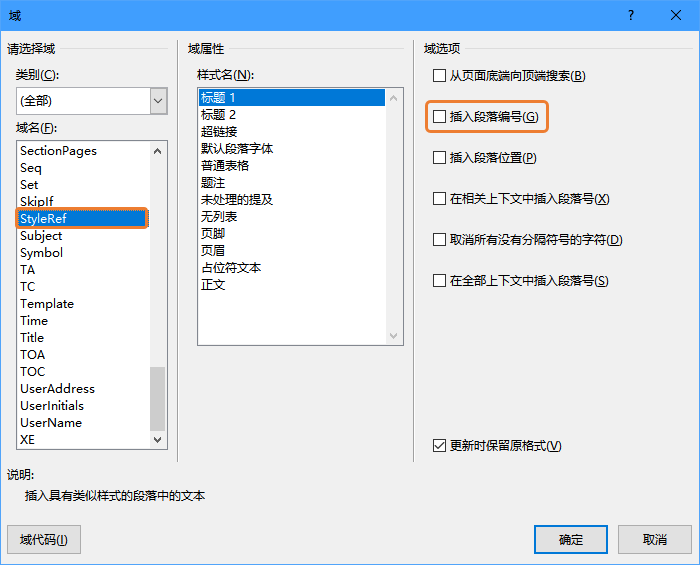 域
?
请选择域
类别(C):
(全部)
域名(F):
SectionPages
Seq
Set
SkipIf
StyleRef
Subject
Symbol
TA
TC
Template
Time
Title
TOA
TOC
UserAddress
UserInitials
UserName
XE
域属性
样式名(N):
标题 1
标题 2
超链接
默认段落字体
普通表格
题注
未处理的提及
无列表
页脚
页眉
占位符文本
正文
域选项
从页面底端向顶端搜索(B)
插入段落编号(G)
插入段落位置(P)
在相关上下文中插入段落号(X)
取消所有没有分隔符号的字符(D)
在全部上下文中插入段落号(S)
更新时保留原格式(V)
说明:
插入具有类似样式的段落中的文本
域代码(I)
确定
取消